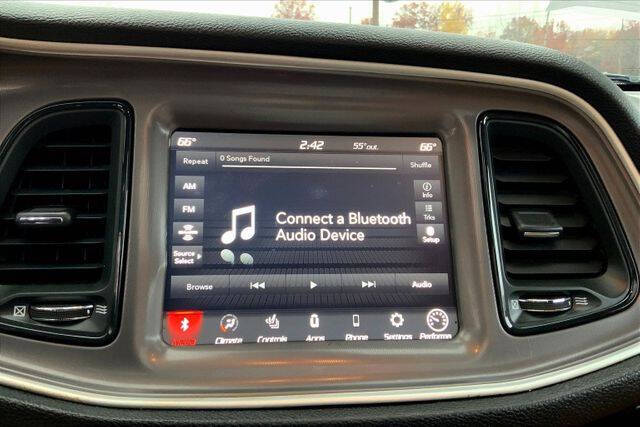 66° 2:42 55°out. 66°
Repeat 0 Songs Found Shuffle
AM
FM
Info
Trks
Connect a Bluetooth
Audio Device
Setup
Source
Select
Browse Audio
Climate Controls Apps Phone Settings Performa